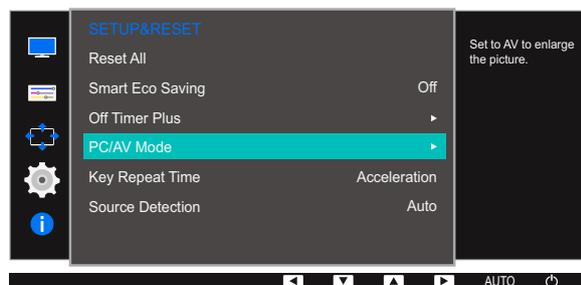 SETUP&RESET
Reset All
Smart Eco Saving Off
Off Timer Plus
PC/AV Mode
Key Repeat Time Acceleration
Source Detection Auto
Set to AV to enlarge
the picture.
AUTO